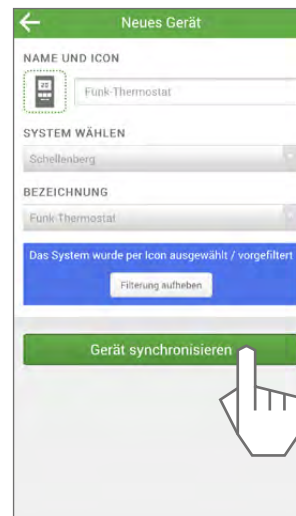 Neues Gerät
NAME UND ICON
Funk-Thermostat
SYSTEM WÄHLEN
Schellenberg
BEZEICHNUNG
Funk-Thermostat
Das System wurde per Icon ausgewählt / vorgefiltert
Filterung aufheben
Gerät synchronisieren